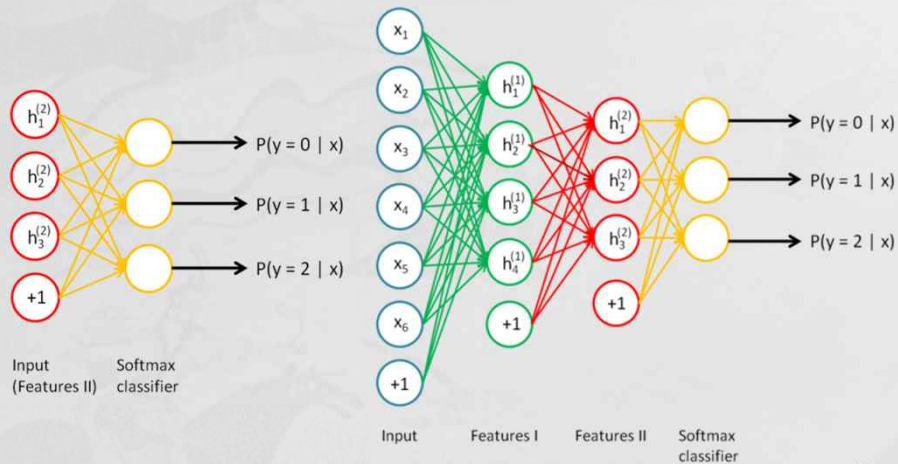 h₁⁽²⁾
h₂⁽²⁾
h₃⁽²⁾
+1
P(y = 0 | x)
P(y = 1 | x)
P(y = 2 | x)
Input
(Features II)
Softmax
classifier
x₁
x₂
x₃
x₄
x₅
x₆
+1
h₁⁽¹⁾
h₂⁽¹⁾
h₃⁽¹⁾
h₄⁽¹⁾
+1
h₁⁽²⁾
h₂⁽²⁾
h₃⁽²⁾
+1
P(y = 0 | x)
P(y = 1 | x)
P(y = 2 | x)
Input
Features I
Features II
Softmax
classifier